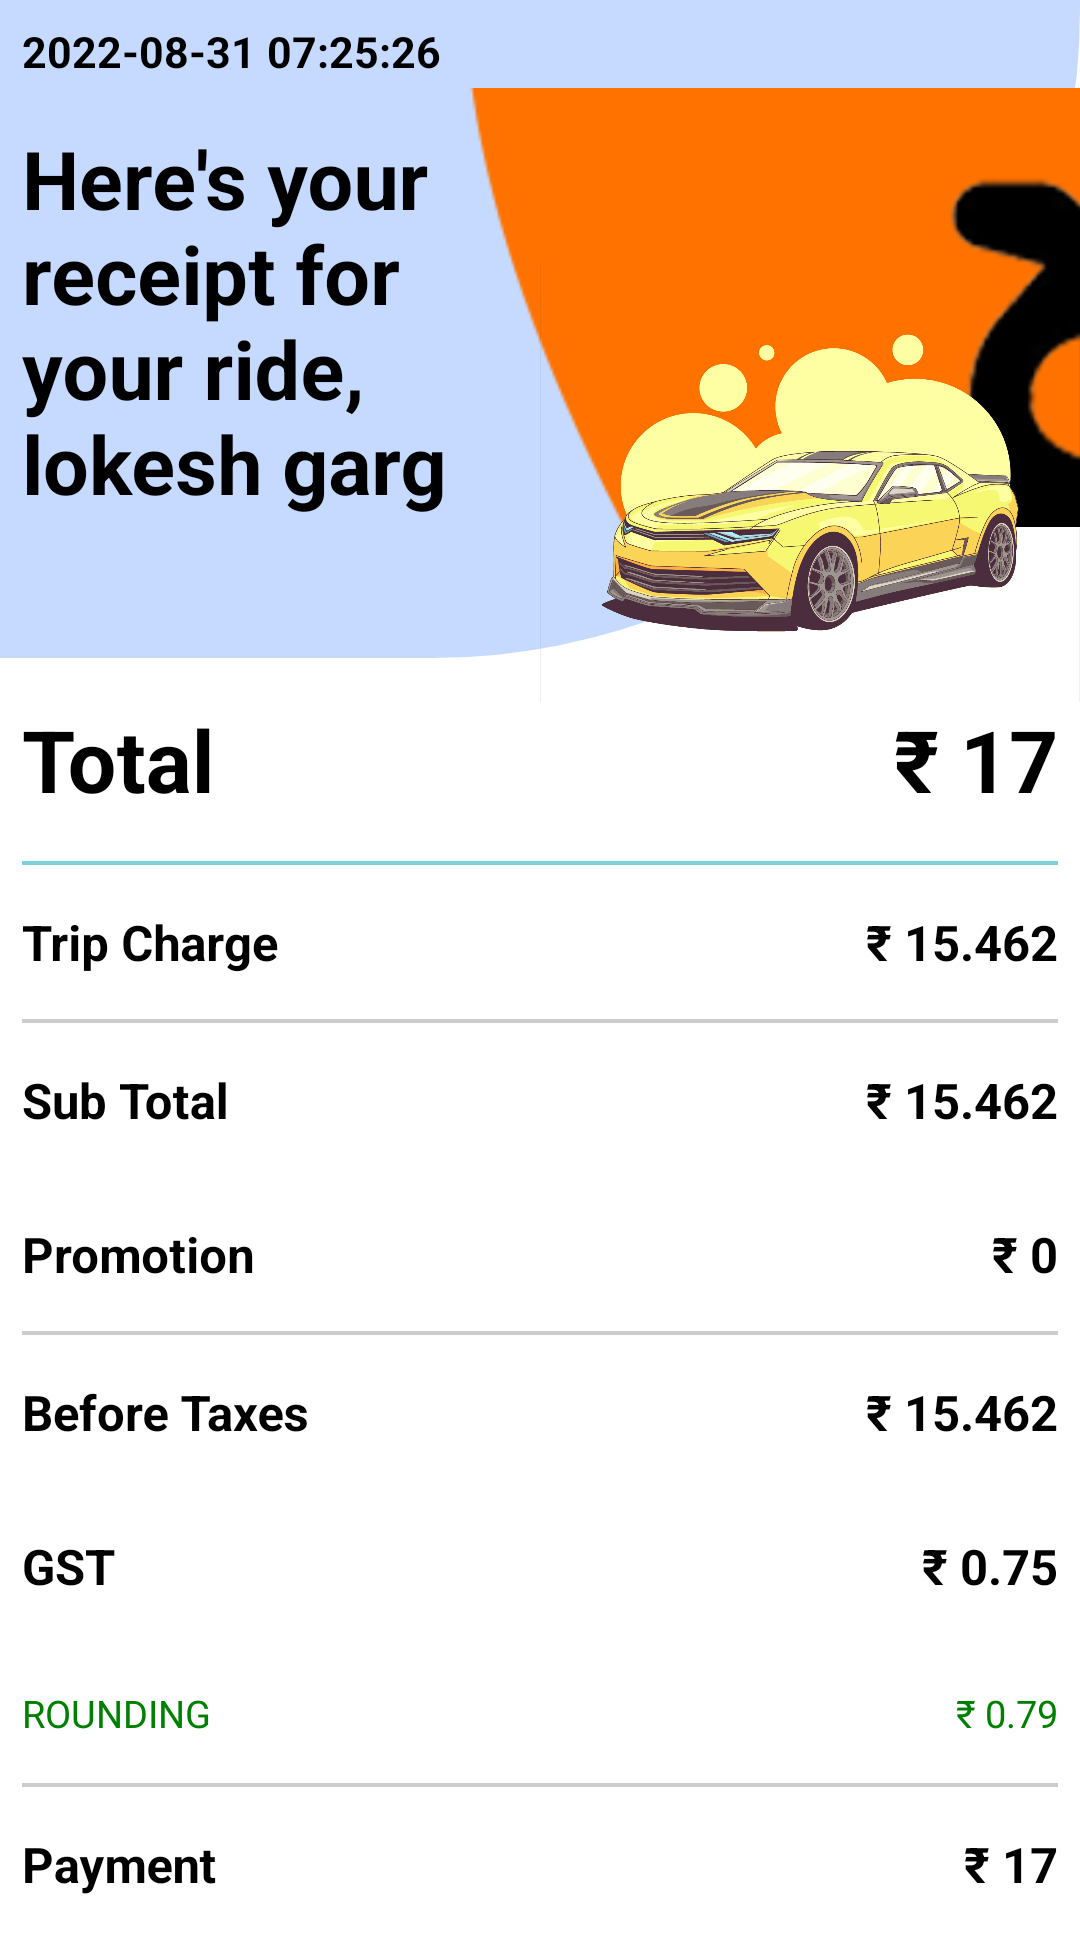 2022-08-31 07:25:26
Here's your
receipt for
your ride,
lokesh garg
Total ₹ 17
Trip Charge ₹ 15.462
Sub Total ₹ 15.462
Promotion ₹ 0
Before Taxes ₹ 15.462
GST ₹ 0.75
ROUNDING ₹ 0.79
Payment ₹ 17